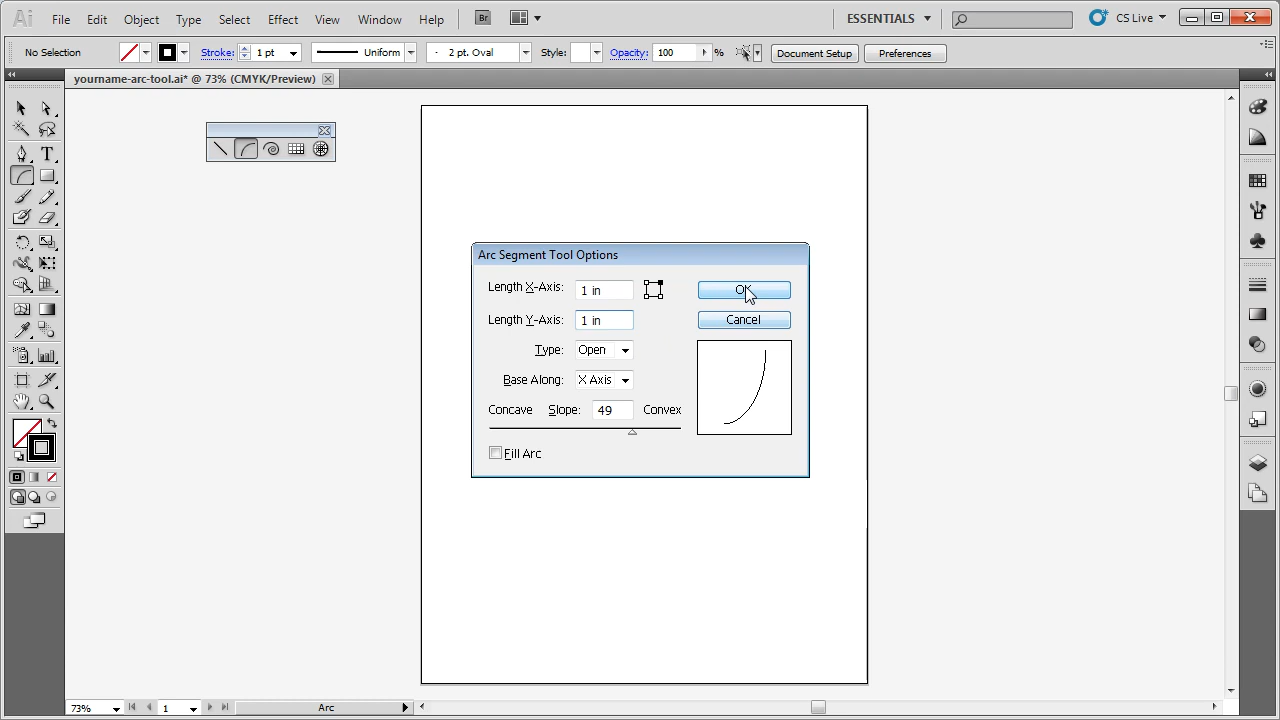 Ai File Edit Object Type Select Effect View Window Help Br ESSENTIALS CS Live
No Selection Stroke: 1 pt Uniform 2 pt. Oval Style: Opacity: 100 % Document Setup Preferences
yourname-arc-tool.ai* @ 73% (CMYK/Preview)
Arc Segment Tool Options
Length X-Axis: 1 in OK
Length Y-Axis: 1 in Cancel
Type: Open
Base Along: X Axis
Concave Slope: 49 Convex
Fill Arc
73% 1 Arc